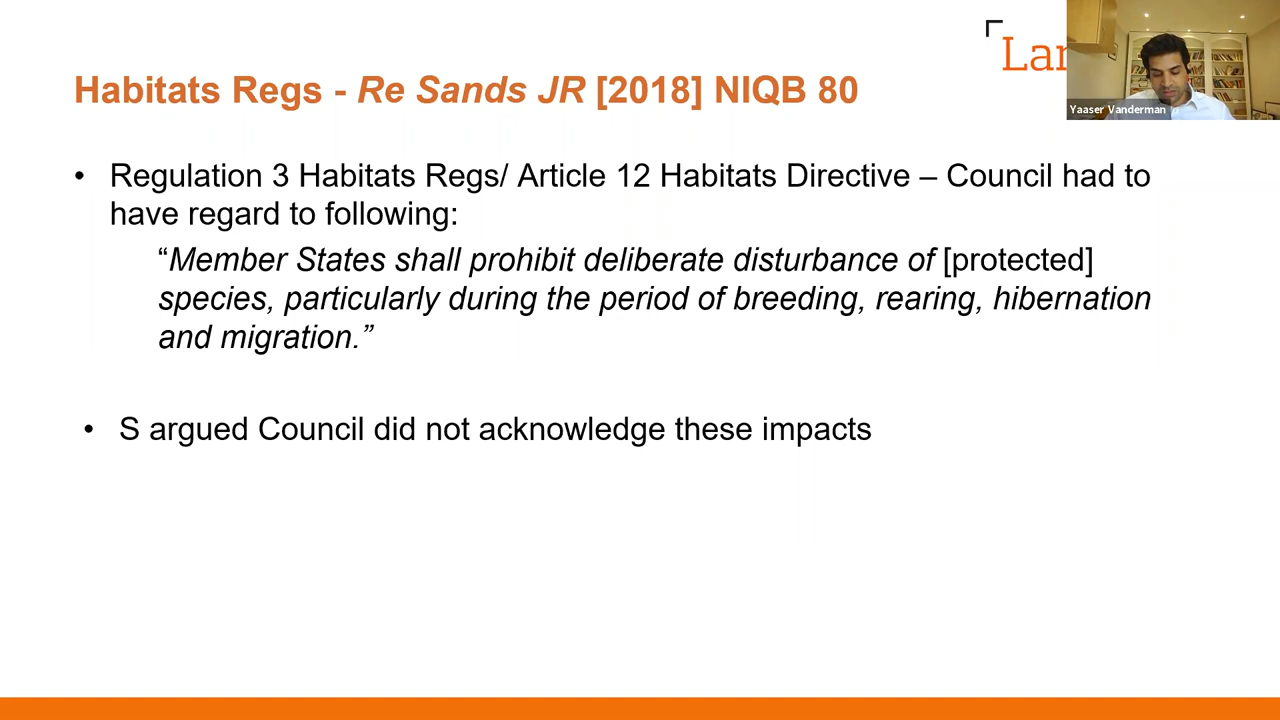 Lan
Yaaser Vanderman
Habitats Regs - Re Sands JR [2018] NIQB 80
• Regulation 3 Habitats Regs/ Article 12 Habitats Directive – Council had to
have regard to following:
“Member States shall prohibit deliberate disturbance of [protected]
species, particularly during the period of breeding, rearing, hibernation
and migration.”
• S argued Council did not acknowledge these impacts